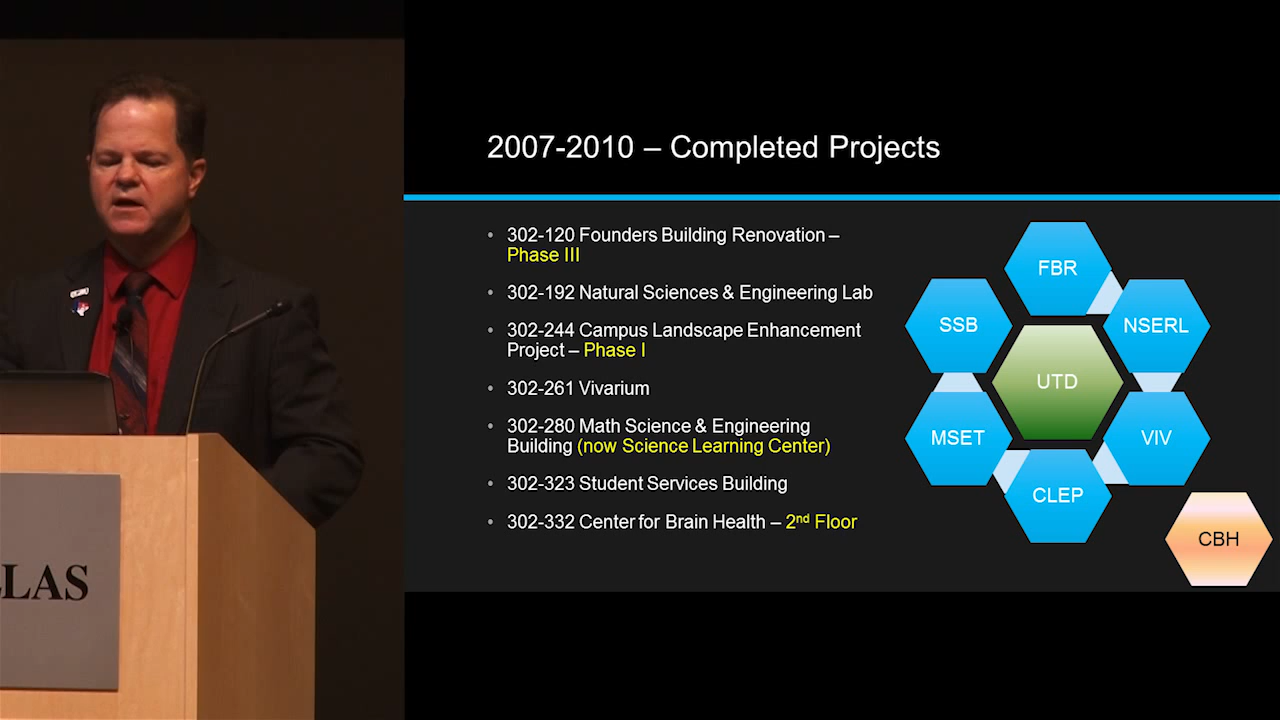 2007-2010 – Completed Projects
• 302-120 Founders Building Renovation –
Phase III
• 302-192 Natural Sciences & Engineering Lab
• 302-244 Campus Landscape Enhancement
Project – Phase I
• 302-261 Vivarium
• 302-280 Math Science & Engineering
Building (now Science Learning Center)
• 302-323 Student Services Building
• 302-332 Center for Brain Health – 2nd Floor
FBR
SSB
NSERL
UTD
MSET
VIV
CLEP
CBH
LLAS